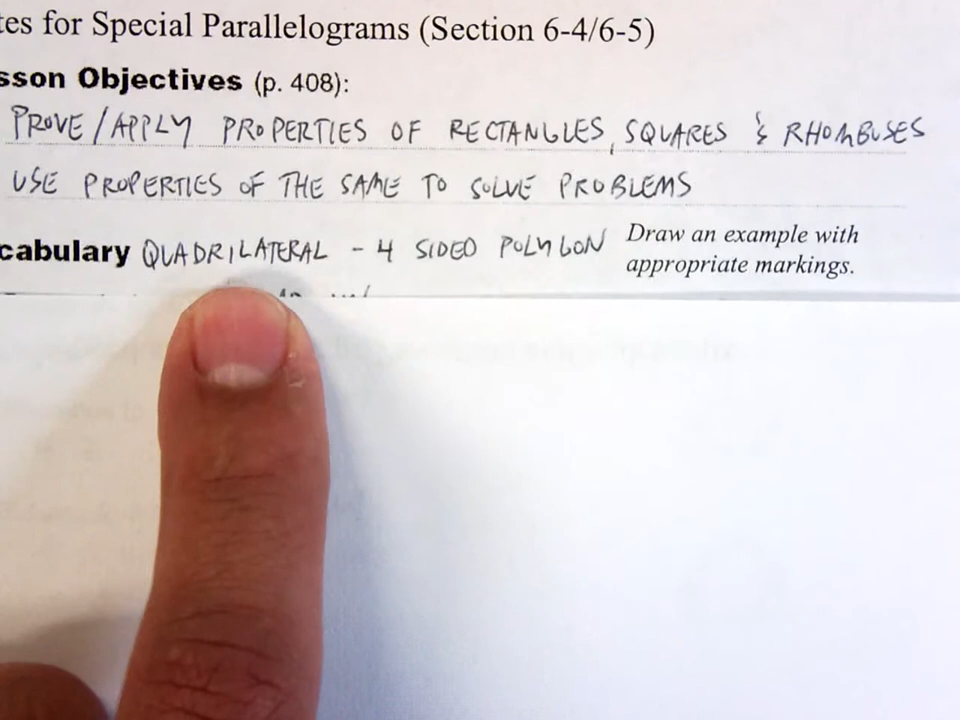 tes for Special Parallelograms (Section 6-4/6-5)
sson Objectives (p. 408):
PROVE/APPLY PROPERTIES OF RECTANGLES, SQUARES & RHOMBUSES
USE PROPERTIES OF THE SAME TO SOLVE PROBLEMS
cabulary QUADRILATERAL - 4 SIDED POLYGON
Draw an example with
appropriate markings.